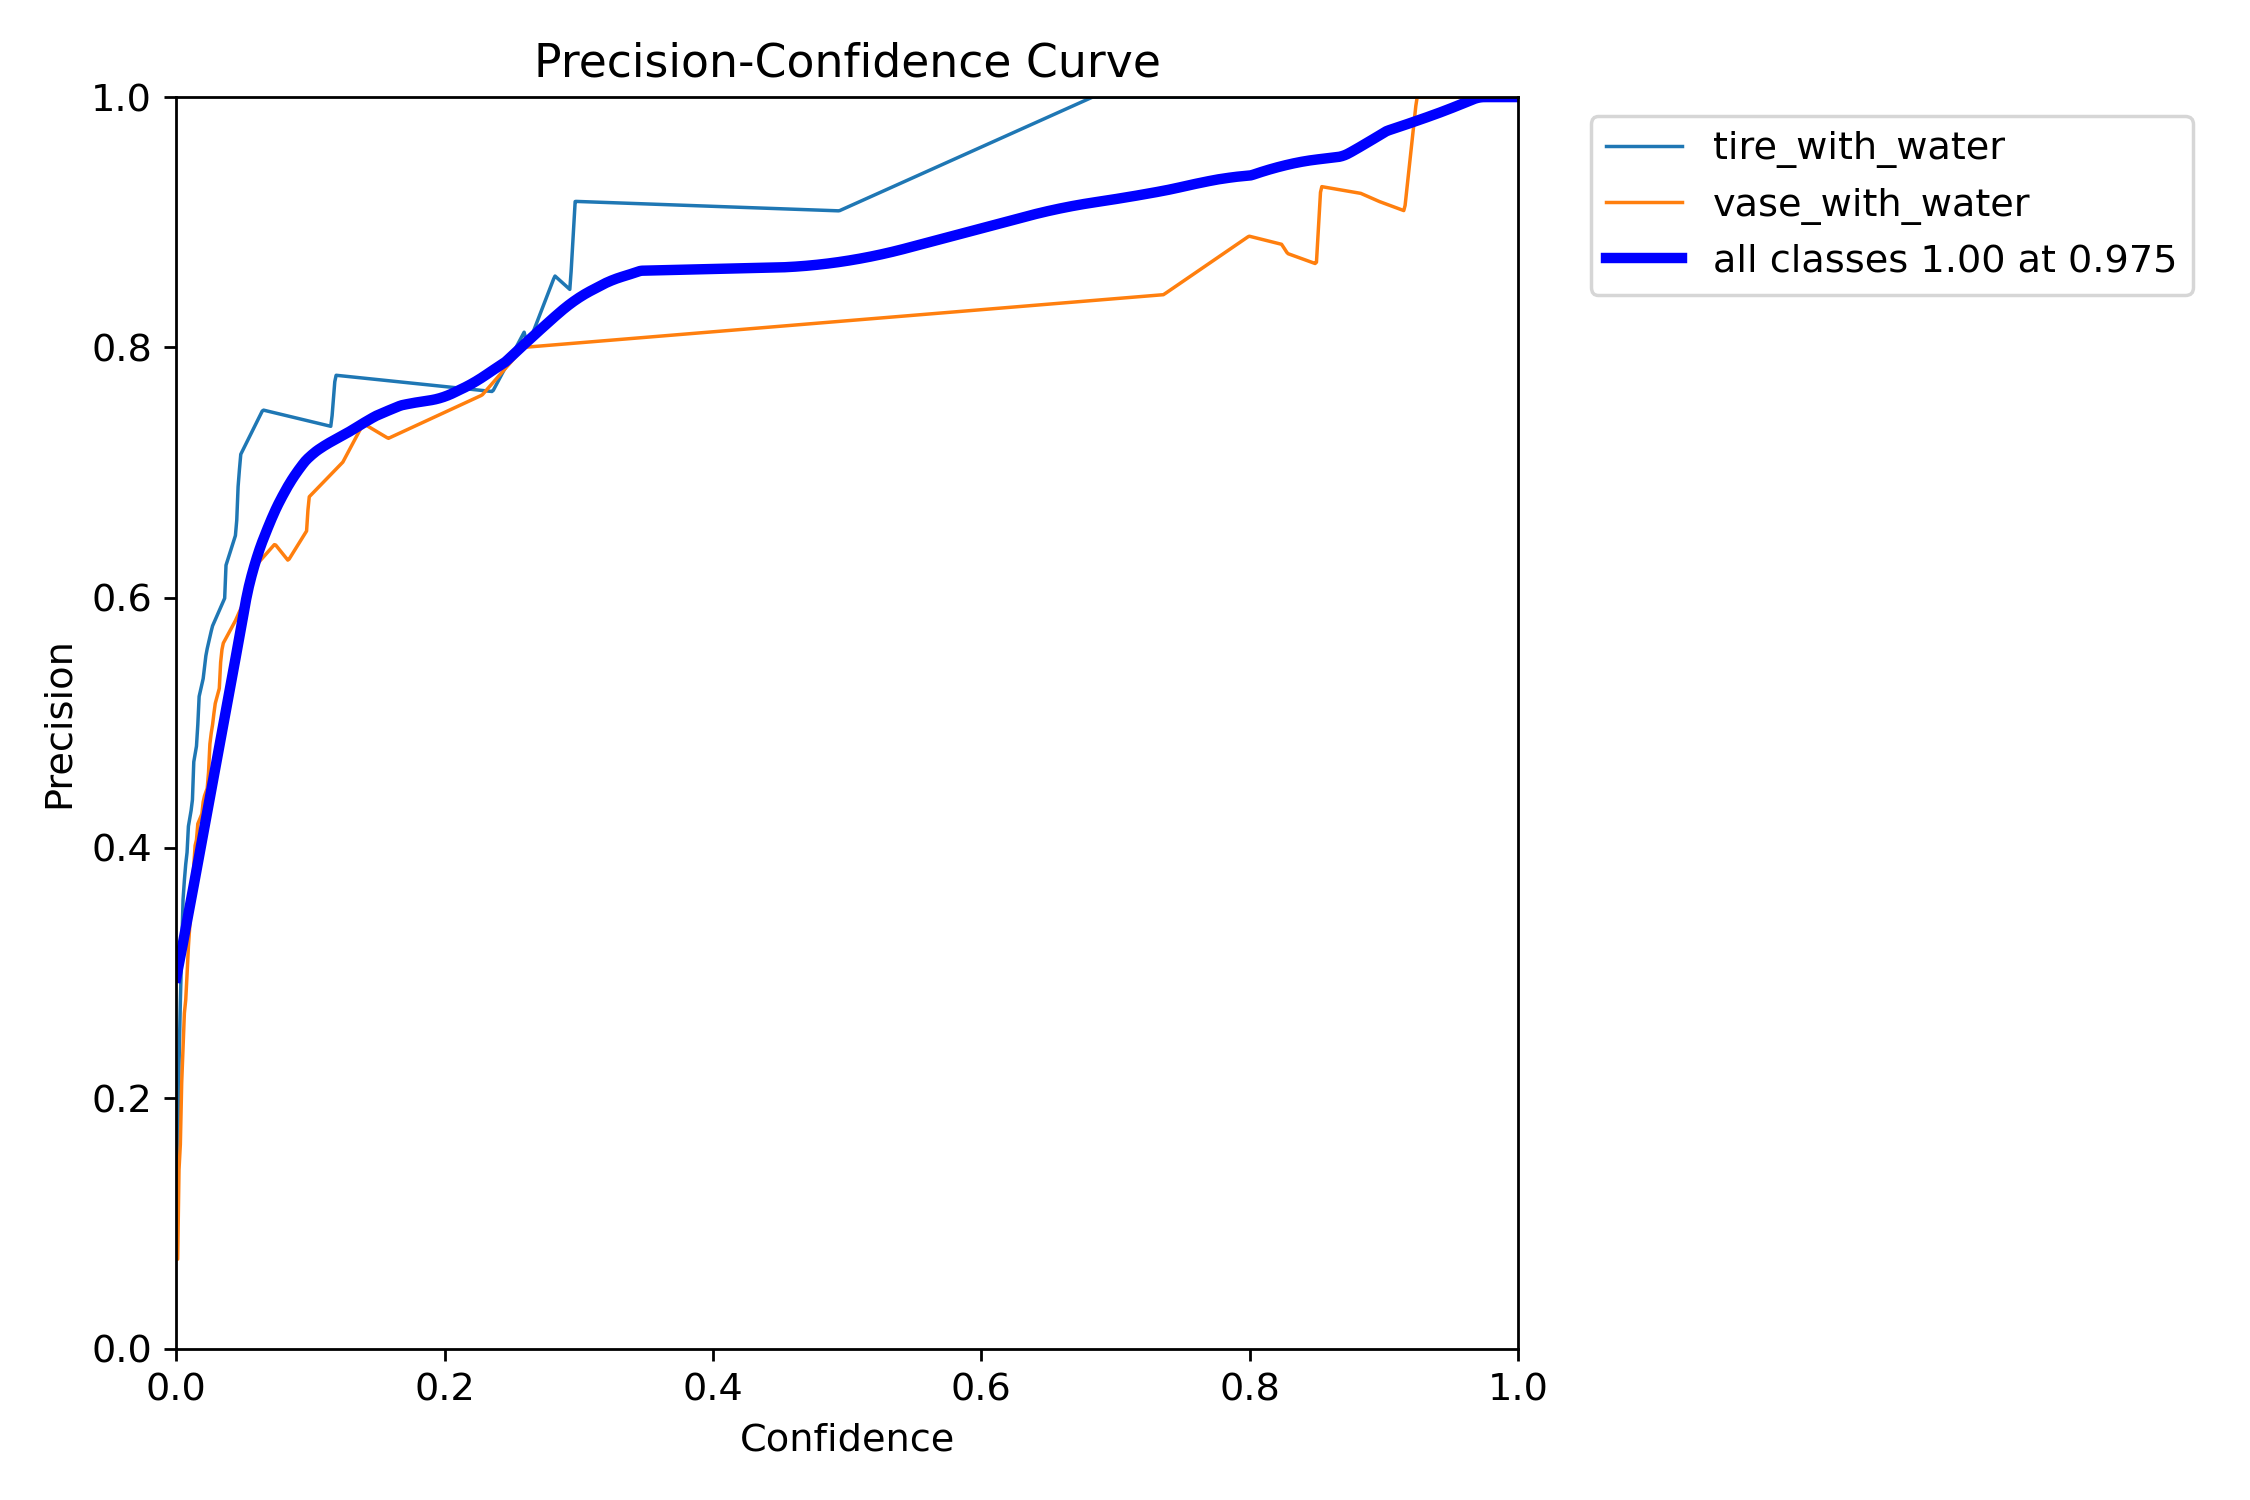 Precision-Confidence Curve
1.0
0.8
0.6
0.4
0.2
0.0
Precision
0.0 0.2 0.4 0.6 0.8 1.0
Confidence
tire_with_water
vase_with_water
all classes 1.00 at 0.975